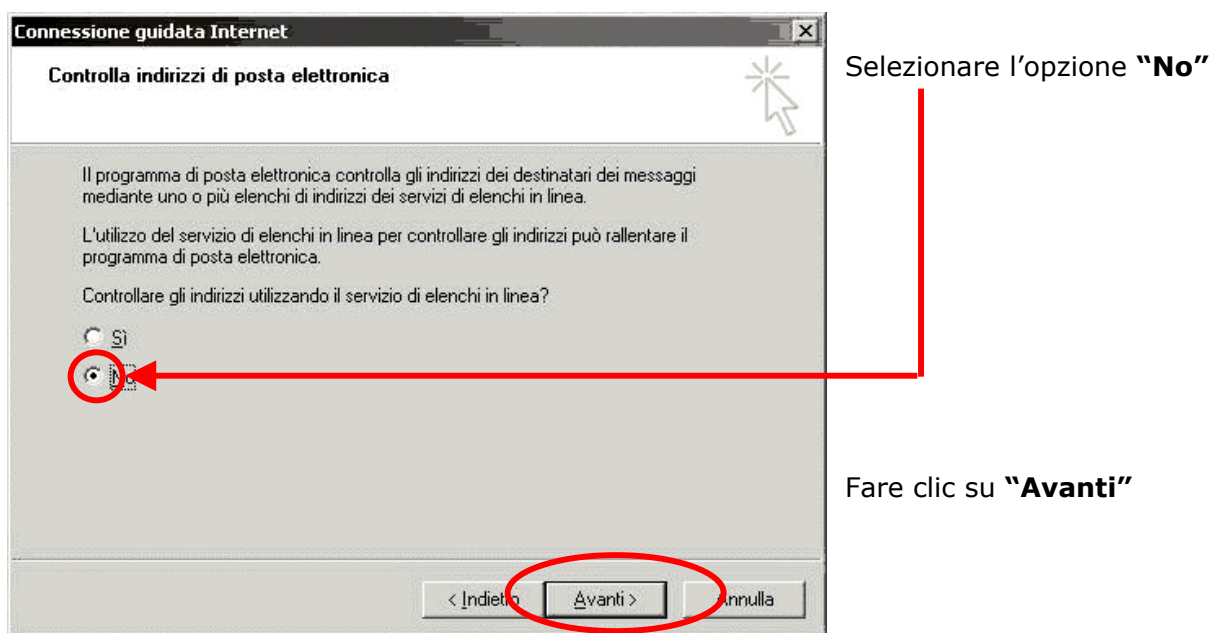 Connessione guidata Internet
Controlla indirizzi di posta elettronica
Selezionare l’opzione “No”
Il programma di posta elettronica controlla gli indirizzi dei destinatari dei messaggi
mediante uno o più elenchi di indirizzi dei servizi di elenchi in linea.
L'utilizzo del servizio di elenchi in linea per controllare gli indirizzi può rallentare il
programma di posta elettronica.
Controllare gli indirizzi utilizzando il servizio di elenchi in linea?
Sì
No
Fare clic su “Avanti”
< Indietro Avanti > Annulla